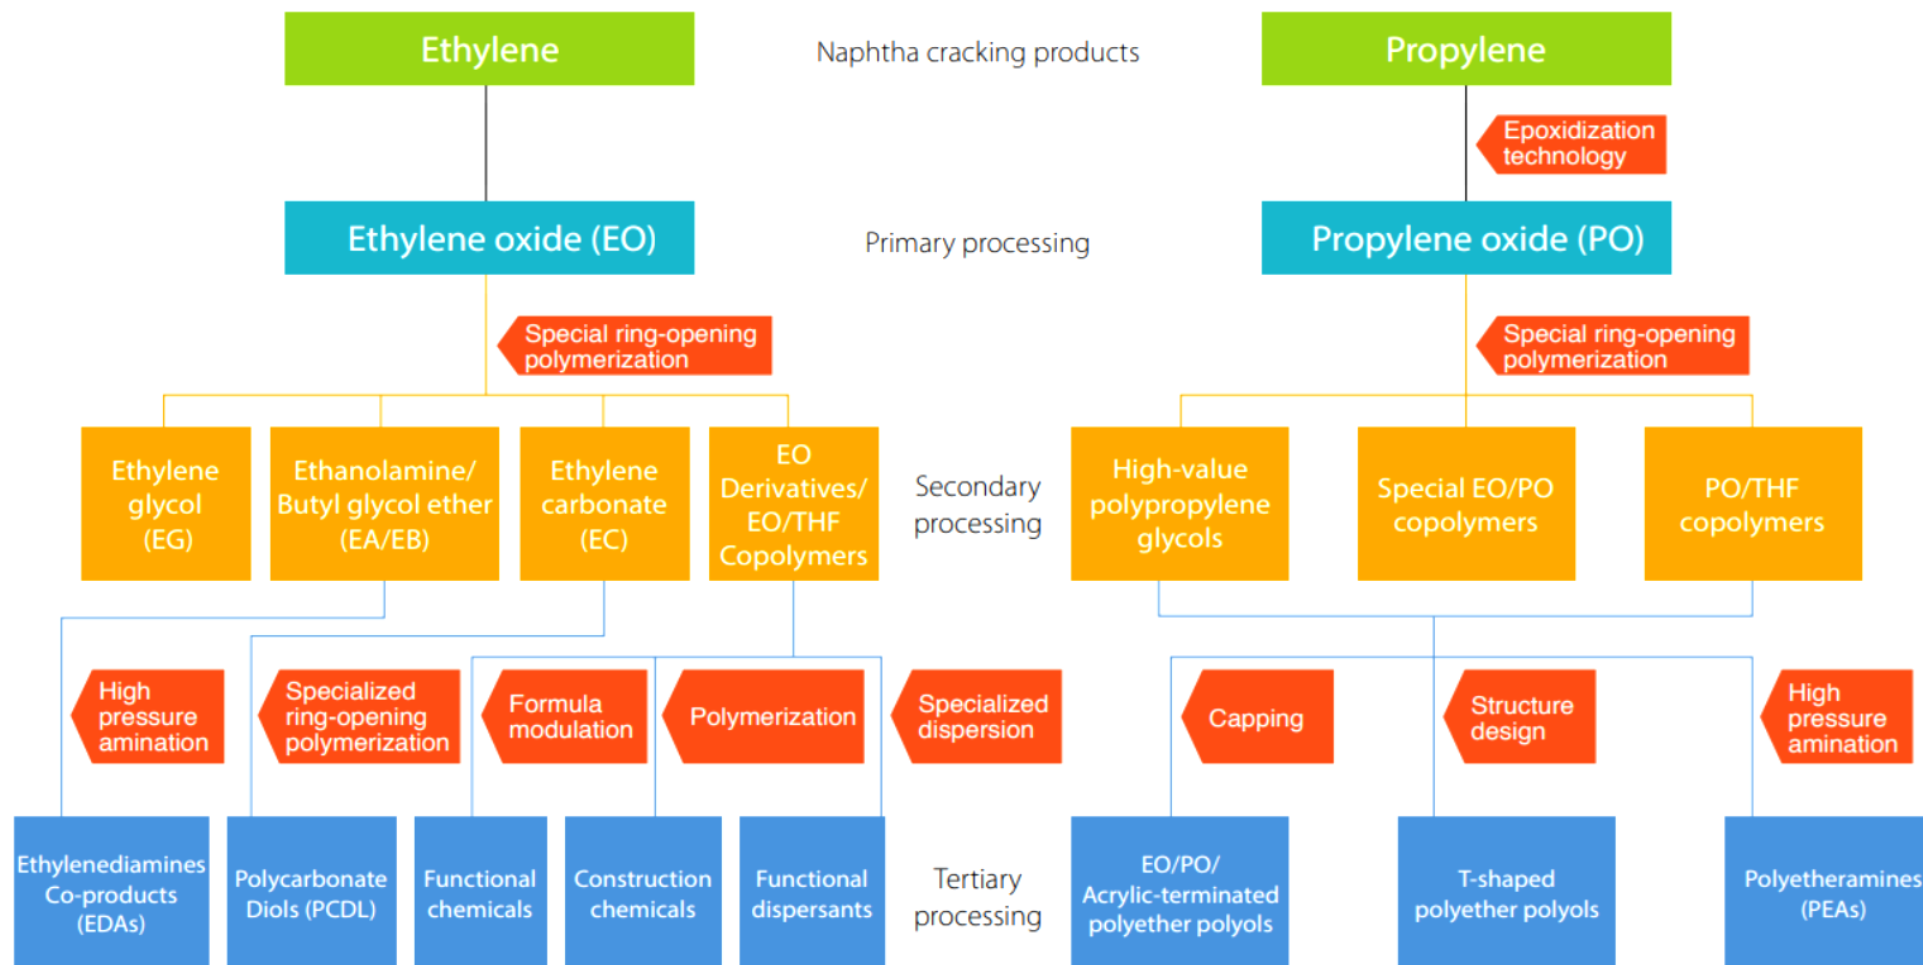 Ethylene
Naphtha cracking products
Propylene
Epoxidization
technology
Ethylene oxide (EO)
Primary processing
Propylene oxide (PO)
Special ring-opening
polymerization
Special ring-opening
polymerization
Ethylene
glycol
(EG)
Ethanolamine/
Butyl glycol ether
(EA/EB)
Ethylene
carbonate
(EC)
EO
Derivatives/
EO/THF
Copolymers
Secondary
processing
High-value
polypropylene
glycols
Special EO/PO
copolymers
PO/THF
copolymers
High
pressure
amination
Specialized
ring-opening
polymerization
Formula
modulation
Polymerization
Specialized
dispersion
Capping
Structure
design
High
pressure
amination
Ethylenediamines
Co-products
(EDAs)
Polycarbonate
Diols (PCDL)
Functional
chemicals
Construction
chemicals
Functional
dispersants
Tertiary
processing
EO/PO/
Acrylic-terminated
polyether polyols
T-shaped
polyether polyols
Polyetheramines
(PEAs)